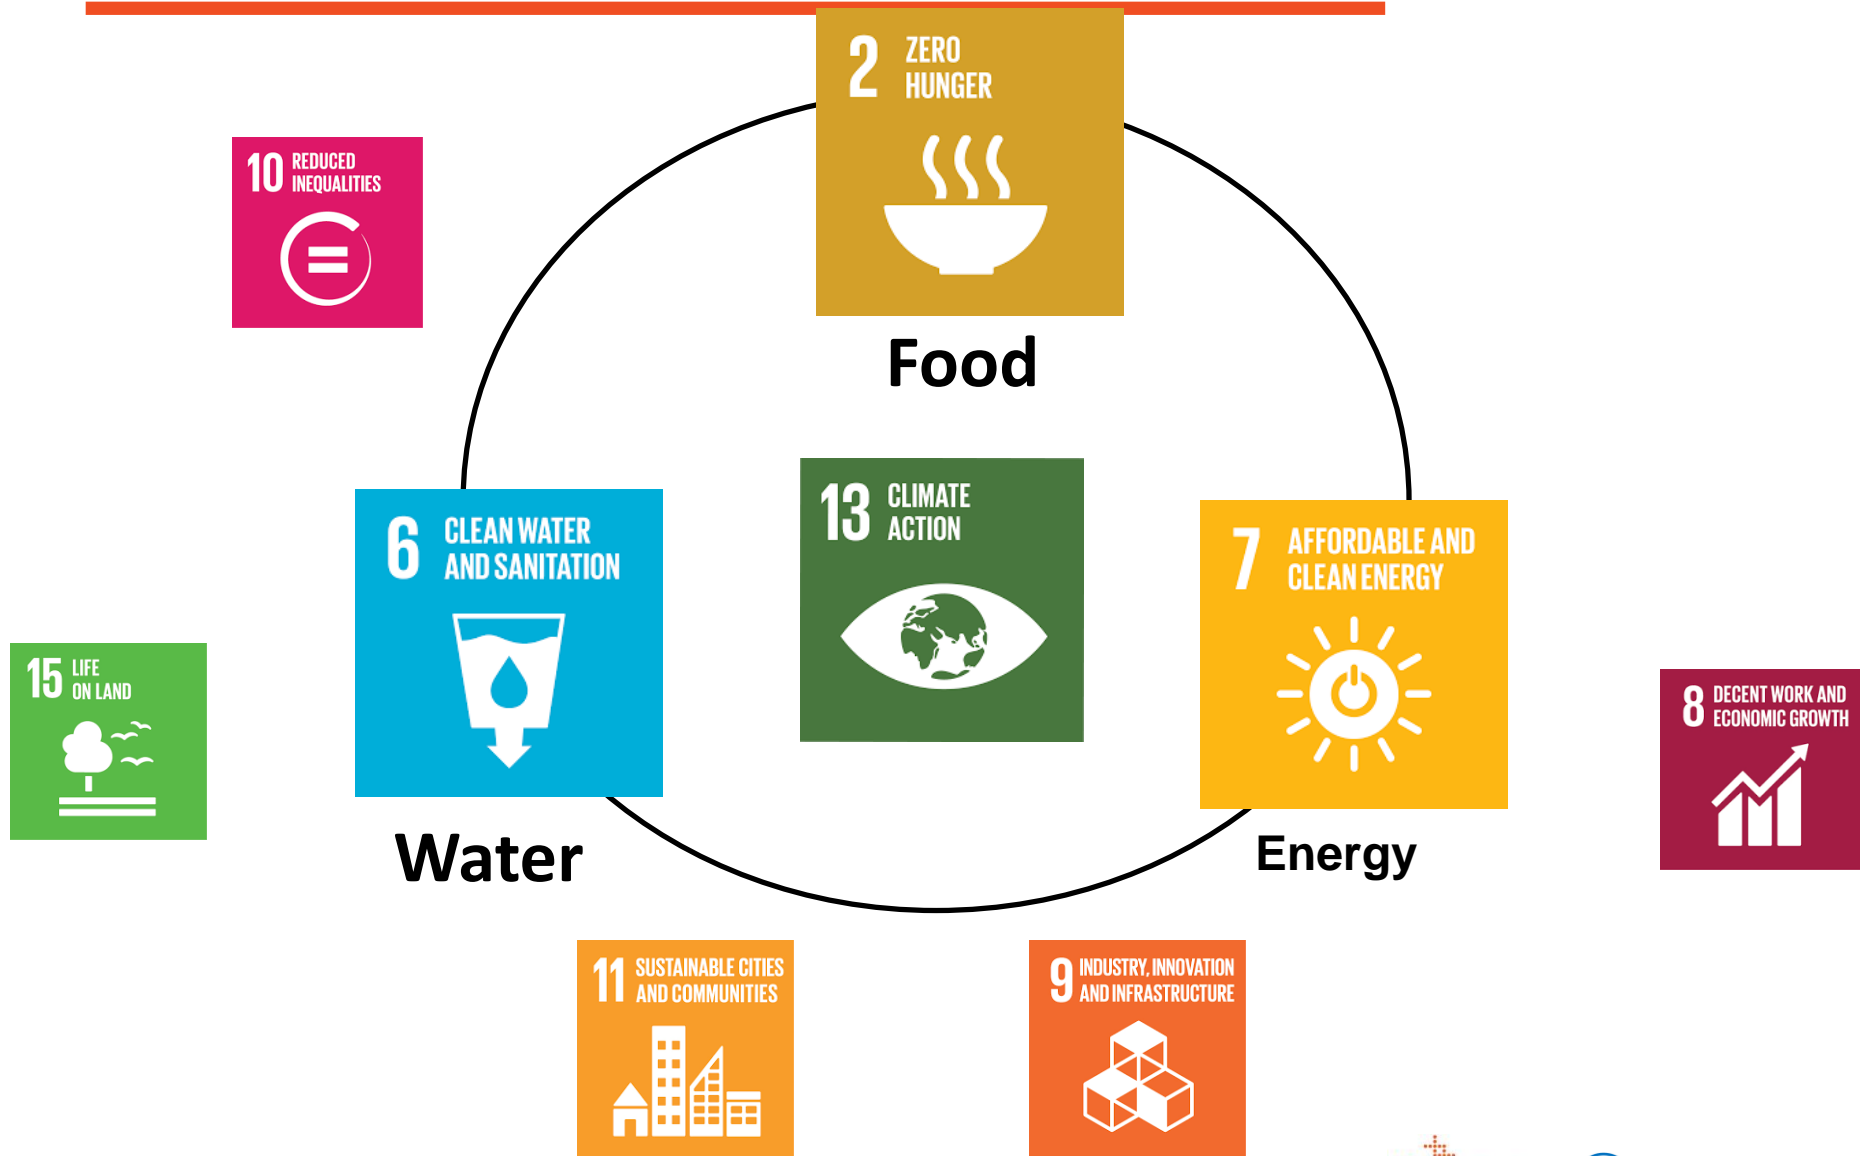 2 ZERO
HUNGER
10 REDUCED
INEQUALITIES
Food
13 CLIMATE
ACTION
6 CLEAN WATER
AND SANITATION
7 AFFORDABLE AND
CLEAN ENERGY
15 LIFE
ON LAND
8 DECENT WORK AND
ECONOMIC GROWTH
Water
Energy
11 SUSTAINABLE CITIES
AND COMMUNITIES
9 INDUSTRY, INNOVATION
AND INFRASTRUCTURE